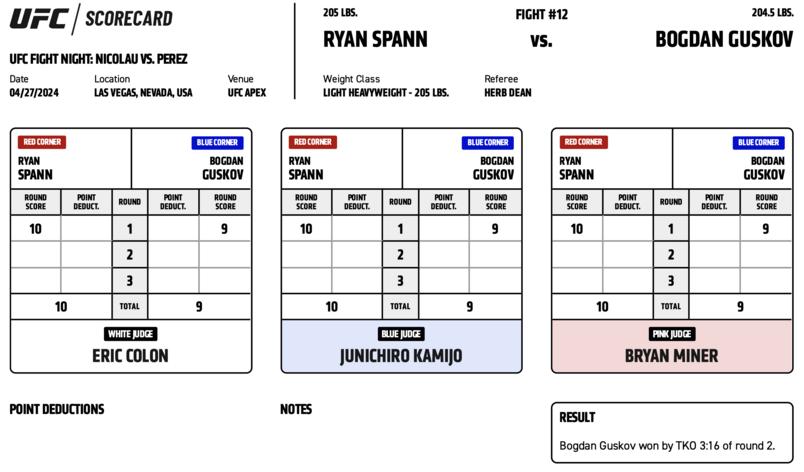 UFC / SCORECARD
UFC FIGHT NIGHT: NICOLAU VS. PEREZ
Date Location Venue
04/27/2024 LAS VEGAS, NEVADA, USA UFC APEX
205 LBS. FIGHT #12 204.5 LBS.
RYAN SPANN VS. BOGDAN GUSKOV
Weight Class Referee
LIGHT HEAVYWEIGHT - 205 LBS. HERB DEAN
RED CORNER BLUE CORNER
RYAN BOGDAN
SPANN GUSKOV
ROUND POINT ROUND POINT ROUND
SCORE DEDUCT. DEDUCT. SCORE
10 1 9
2
3
10 TOTAL 9
WHITE JUDGE
ERIC COLON
RED CORNER BLUE CORNER
RYAN BOGDAN
SPANN GUSKOV
ROUND POINT ROUND POINT ROUND
SCORE DEDUCT. DEDUCT. SCORE
10 1 9
2
3
10 TOTAL 9
BLUE JUDGE
JUNICHIRO KAMIJO
RED CORNER BLUE CORNER
RYAN BOGDAN
SPANN GUSKOV
ROUND POINT ROUND POINT ROUND
SCORE DEDUCT. DEDUCT. SCORE
10 1 9
2
3
10 TOTAL 9
PINK JUDGE
BRYAN MINER
POINT DEDUCTIONS
NOTES
RESULT
Bogdan Guskov won by TKO 3:16 of round 2.